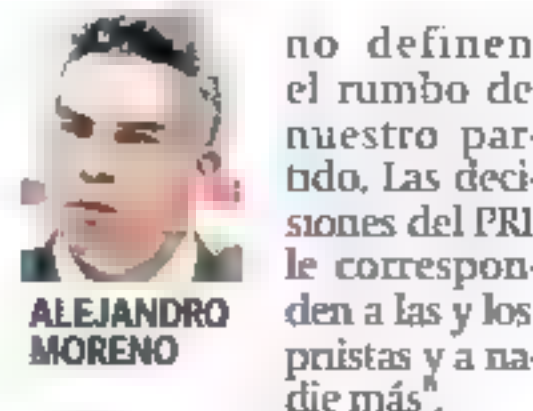 no definen
el rumbo de
nuestro par-
tido. Las deci-
siones del PRI
le correspon-
den a las y los
priistas y a na-
die más".
ALEJANDRO
MORENO